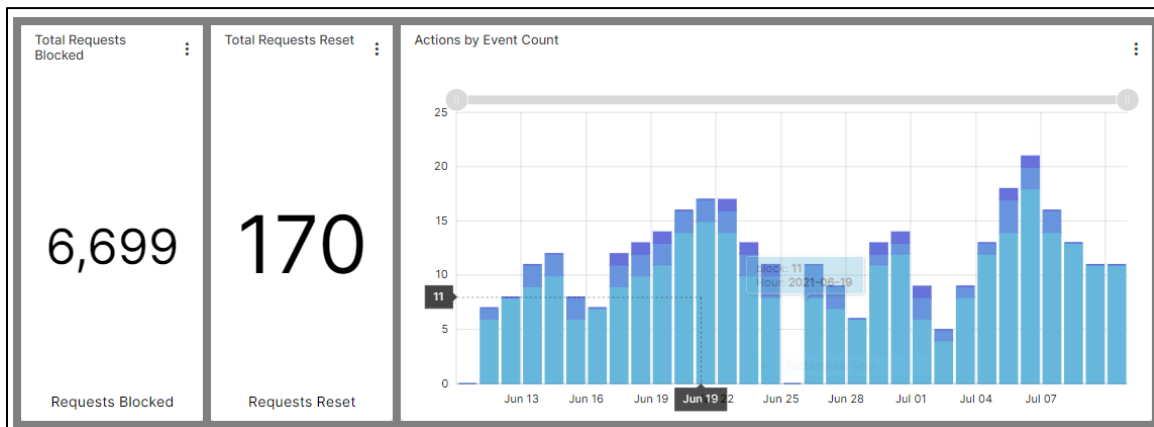 Total Requests
Blocked
6,699
Requests Blocked
Total Requests Reset
170
Requests Reset
Actions by Event Count
25
20
15
10
11
5
0
block: 11
Hour: 2021-06-19
Jun 13 Jun 16 Jun 19 Jun 19 22 Jun 25 Jun 28 Jul 01 Jul 04 Jul 07